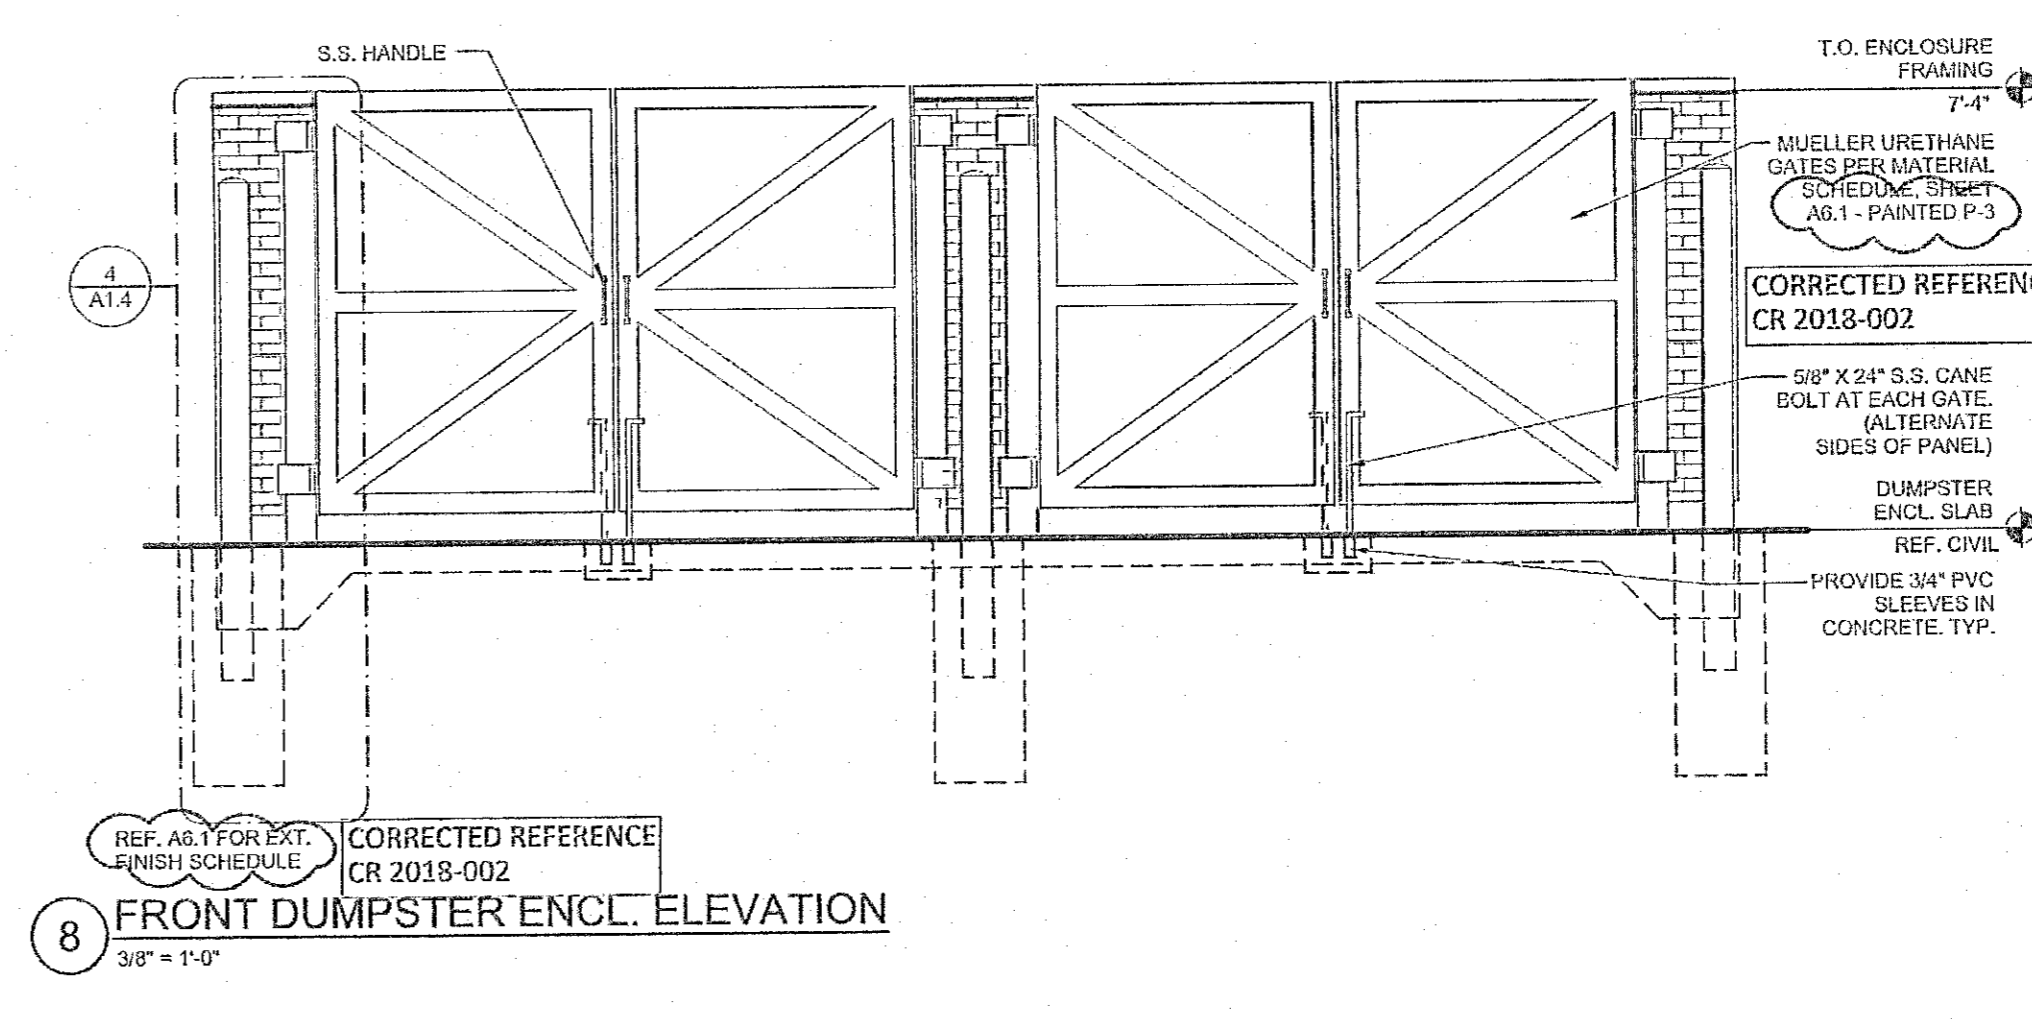 S.S. HANDLE
T.O. ENCLOSURE
FRAMING
7'-4"
MUELLER URETHANE
GATES PER MATERIAL
SCHEDULE, SHEET
A6.1 - PAINTED P-3
4
A1.4
CORRECTED REFEREN
CR 2018-002
5/8" X 24" S.S. CANE
BOLT AT EACH GATE.
(ALTERNATE
SIDES OF PANEL)
DUMPSTER
ENCL. SLAB
REF. CIVIL
PROVIDE 3/4" PVC
SLEEVES IN
CONCRETE. TYP.
REF. A6.1 FOR EXT.
FINISH SCHEDULE
CORRECTED REFERENCE
CR 2018-002
8
FRONT DUMPSTER ENCL. ELEVATION
3/8" = 1'-0"